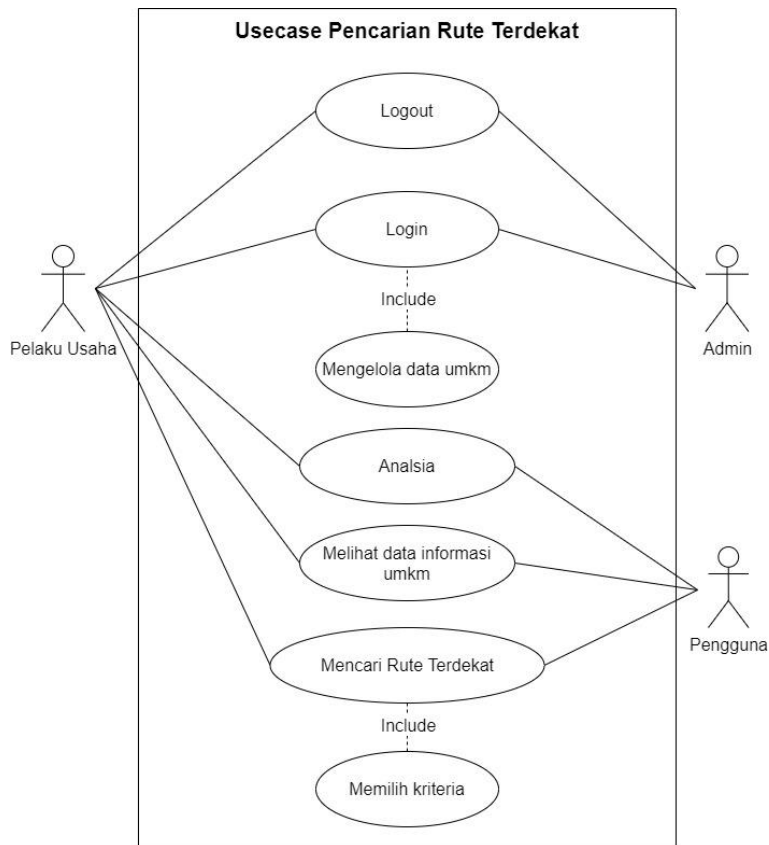 Usecase Pencarian Rute Terdekat
Logout
Login
Include
Pelaku Usaha
Admin
Mengelola data umkm
Analsia
Melihat data informasi
umkm
Pengguna
Mencari Rute Terdekat
Include
Memilih kriteria